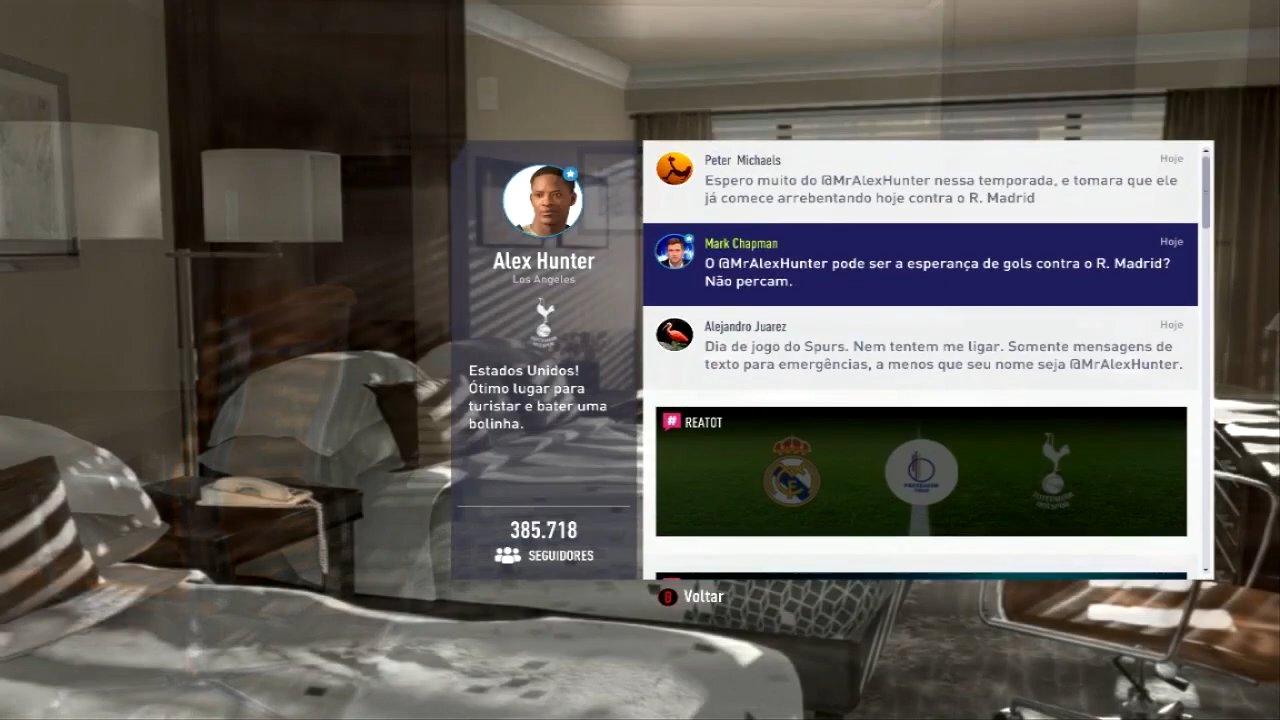 Alex Hunter
Los Angeles
Estados Unidos!
Ótimo lugar para
turistar e bater uma
bolinha.
385.718
SEGUIDORES
Peter Michaels
Hoje
Espero muito do @MrAlexHunter nessa temporada, e tomara que ele
já comece arrebentando hoje contra o R. Madrid
Mark Chapman
Hoje
O @MrAlexHunter pode ser a esperança de gols contra o R. Madrid?
Não percam.
Alejandro Juarez
Hoje
Dia de jogo do Spurs. Nem tentem me ligar. Somente mensagens de
texto para emergências, a menos que seu nome seja @MrAlexHunter.
# REATOT
B Voltar